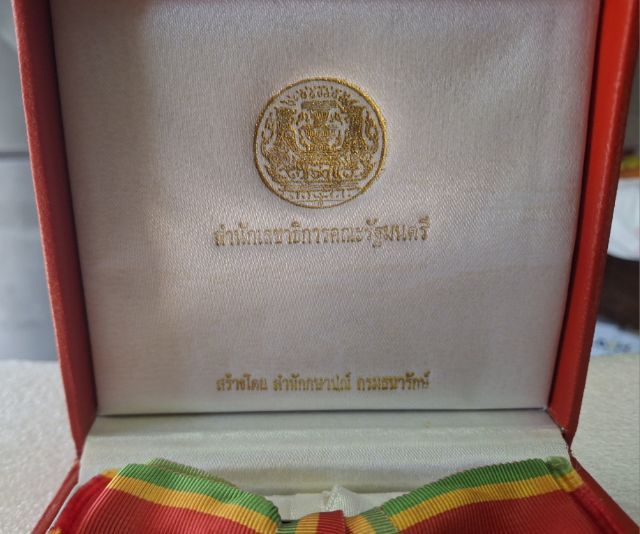 สำนักเลขาธิการคณะรัฐมนตรี
สร้างโดย สำนักกษาปณ์ กรมธนารักษ์